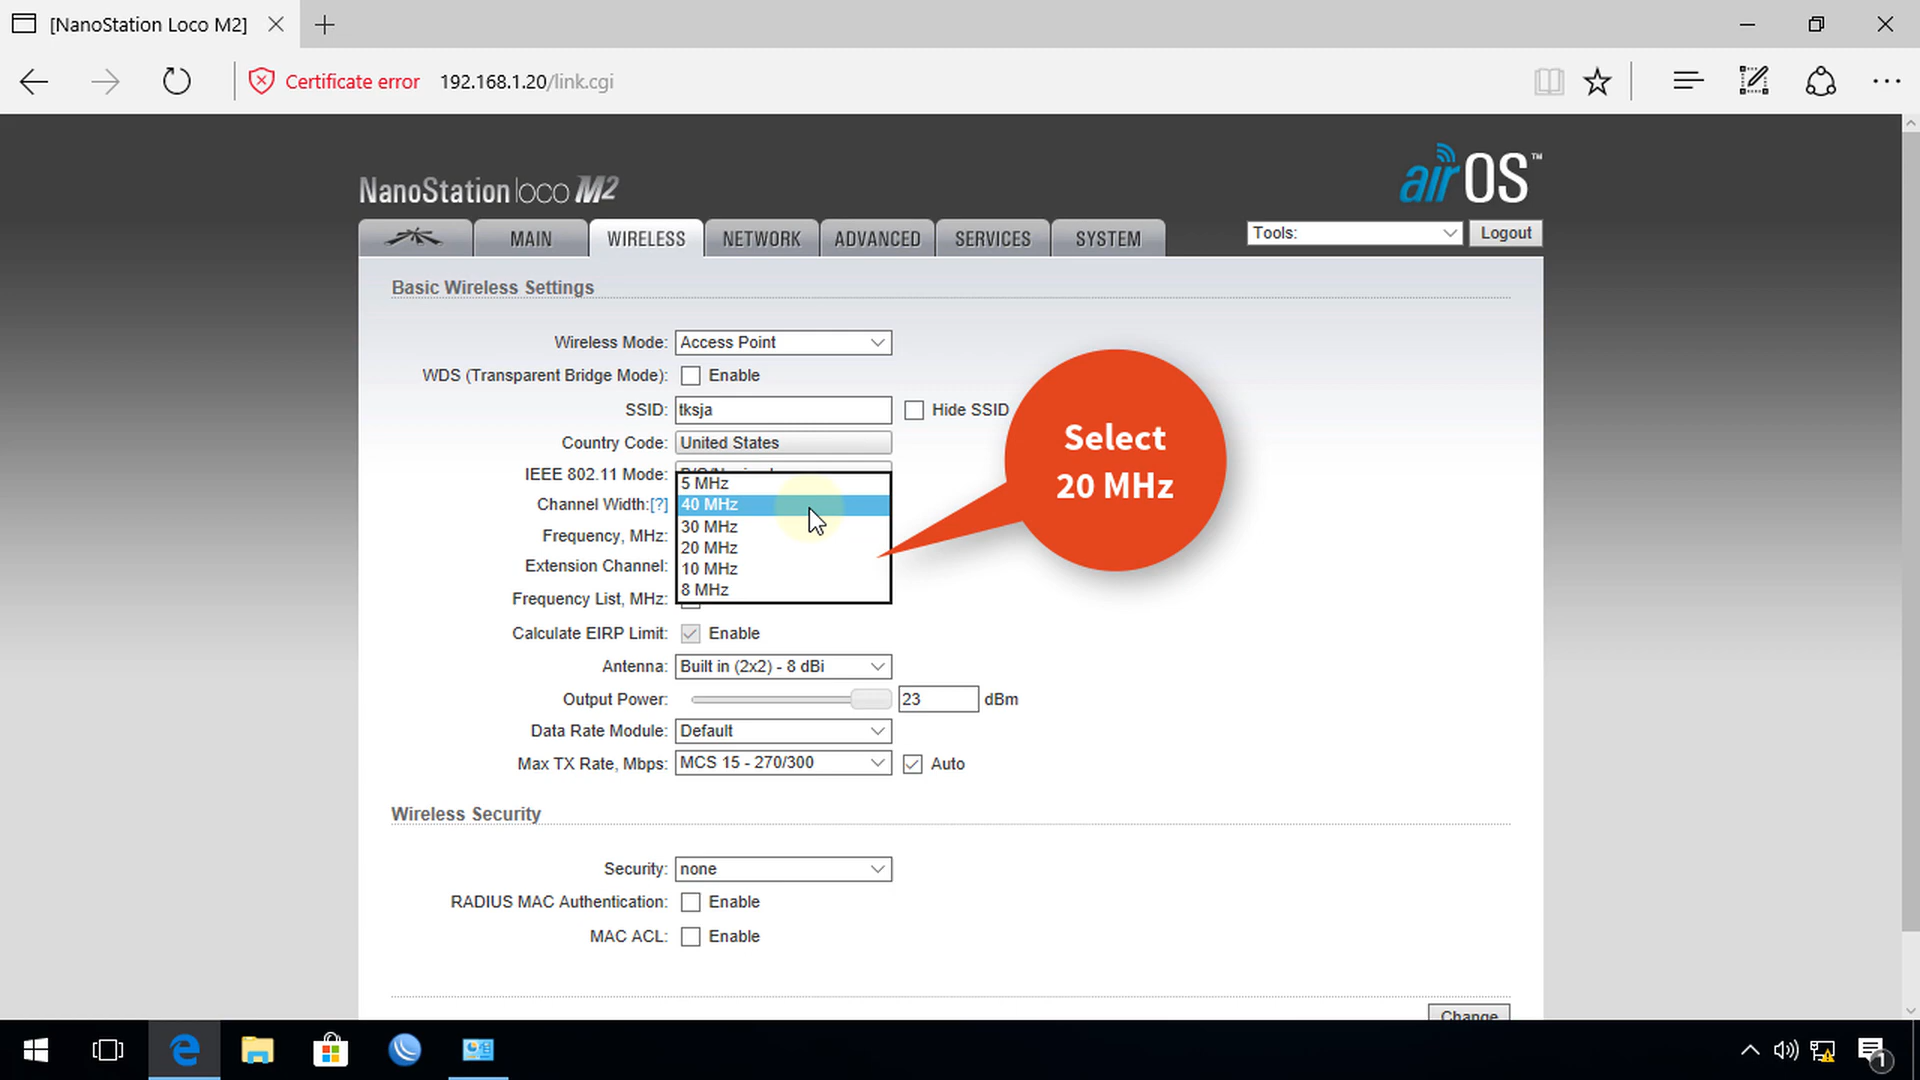 [NanoStation Loco M2]
Certificate error 192.168.1.20/link.cgi
airOS™
NanoStation loco M2
MAIN WIRELESS NETWORK ADVANCED SERVICES SYSTEM Tools: Logout
Basic Wireless Settings
Wireless Mode: Access Point
WDS (Transparent Bridge Mode): Enable
SSID: tksja Hide SSID
Country Code: United States
IEEE 802.11 Mode:
Channel Width:[?]
Frequency, MHz:
Extension Channel:
Frequency List, MHz:
5 MHz
40 MHz
30 MHz
20 MHz
10 MHz
8 MHz
Select
20 MHz
Calculate EIRP Limit: Enable
Antenna: Built in (2x2) - 8 dBi
Output Power: 23 dBm
Data Rate Module: Default
Max TX Rate, Mbps: MCS 15 - 270/300 Auto
Wireless Security
Security: none
RADIUS MAC Authentication: Enable
MAC ACL: Enable
Change
1